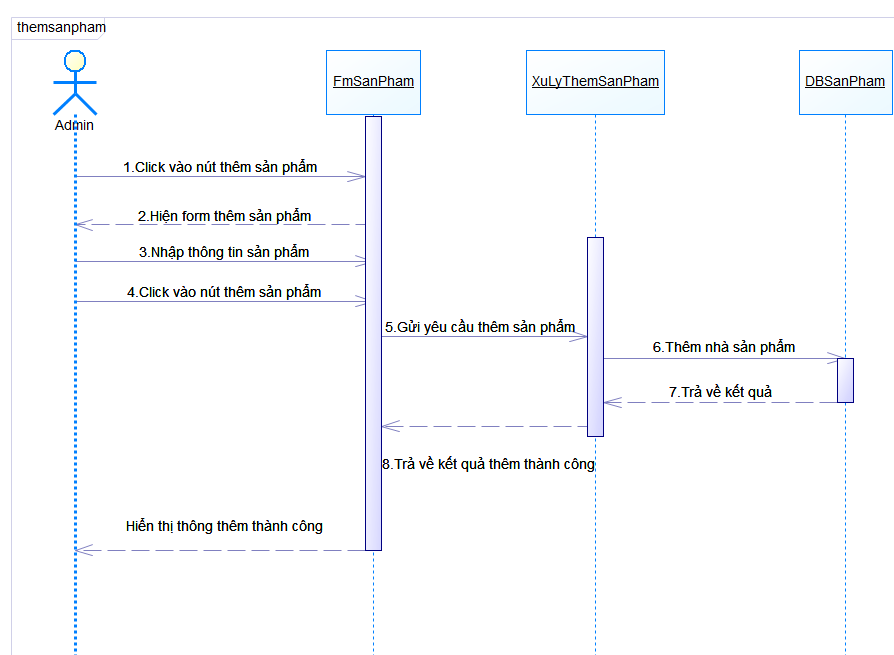 themsanpham
FmSanPham
XuLyThemSanPham
DBSanPham
Admin
1.Click vào nút thêm sản phẩm
2.Hiện form thêm sản phẩm
3.Nhập thông tin sản phẩm
4.Click vào nút thêm sản phẩm
5.Gửi yêu cầu thêm sản phẩm
6.Thêm nhà sản phẩm
7.Trả về kết quả
8.Trả về kết quả thêm thành công
Hiển thị thông thêm thành công